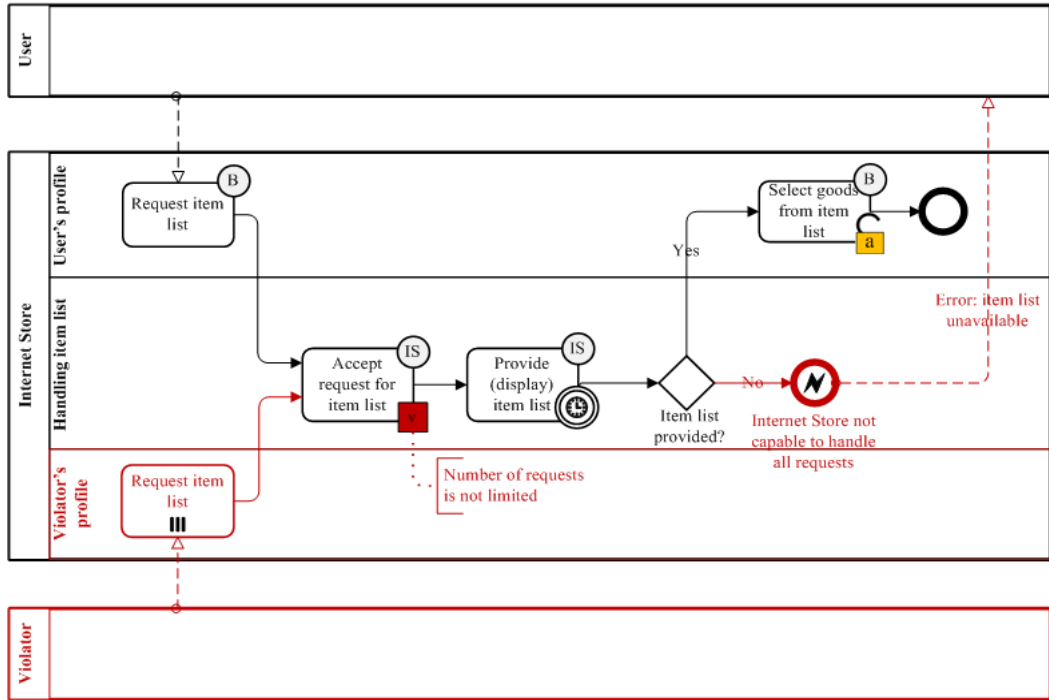 User
Internet Store
User's profile
Request item
list
B
Select goods
from item
list
B
a
Yes
Handling item list
Accept
request for
item list
IS
v
Provide
(display)
item list
IS
Item list
provided?
No
Internet Store not
capable to handle
all requests
Error: item list
unavailable
Violator's
profile
Request item
list
Number of requests
is not limited
Violator